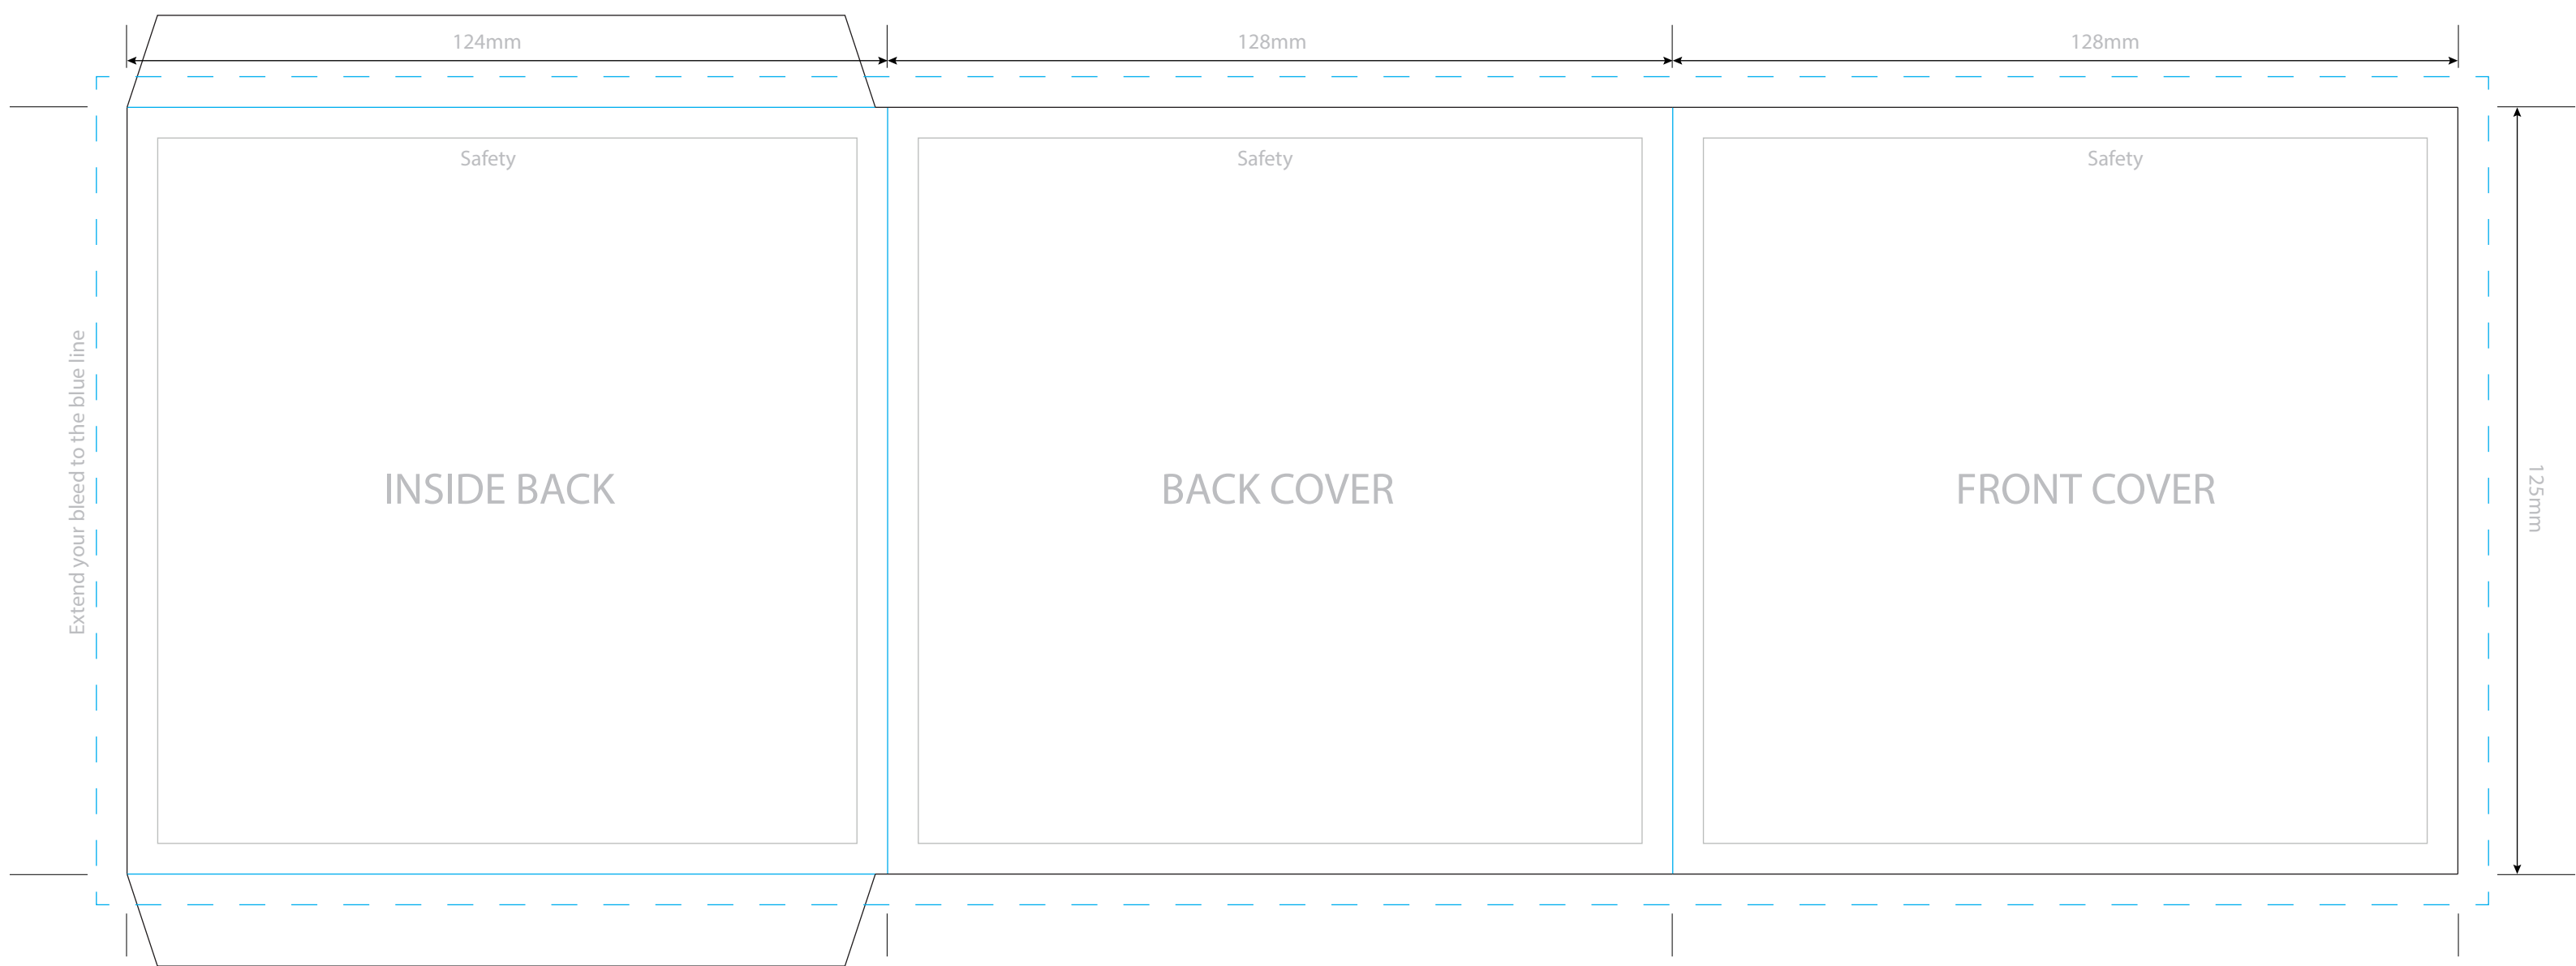 124mm
128mm
128mm
Safety
Safety
Safety
Extend your bleed to the blue line
INSIDE BACK
BACK COVER
FRONT COVER
125mm